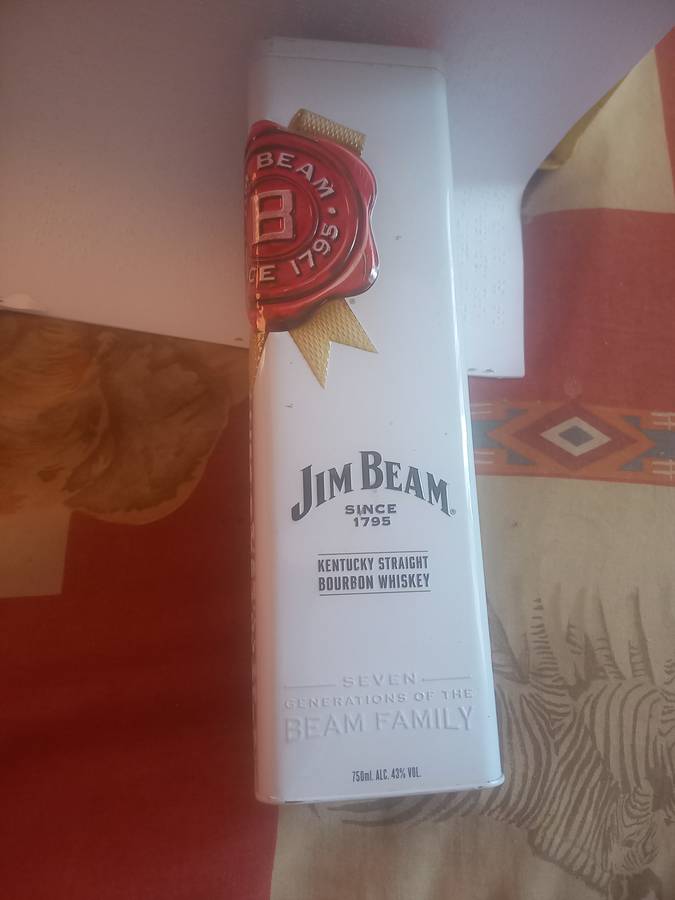 BEAM
B
CE 1795
JIM BEAM®
SINCE
1795
KENTUCKY STRAIGHT
BOURBON WHISKEY
SEVEN
GENERATIONS OF THE
BEAM FAMILY
750ml. ALC. 43% VOL.